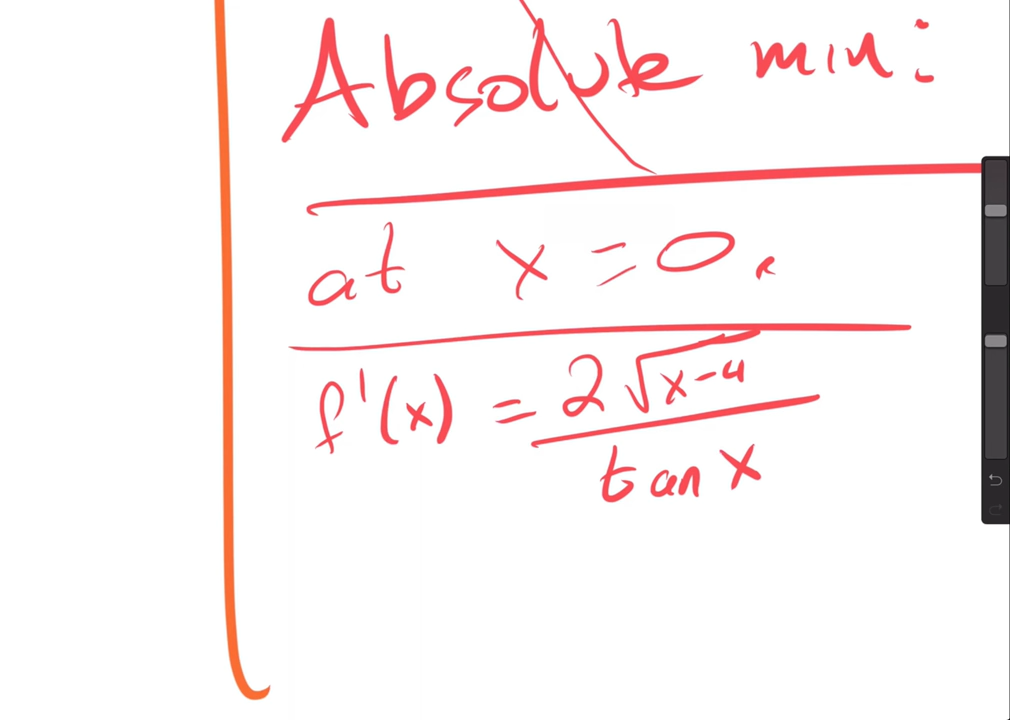 Absolute min:
at x = 0.
f'(x) = 2√(x-4) / tan x